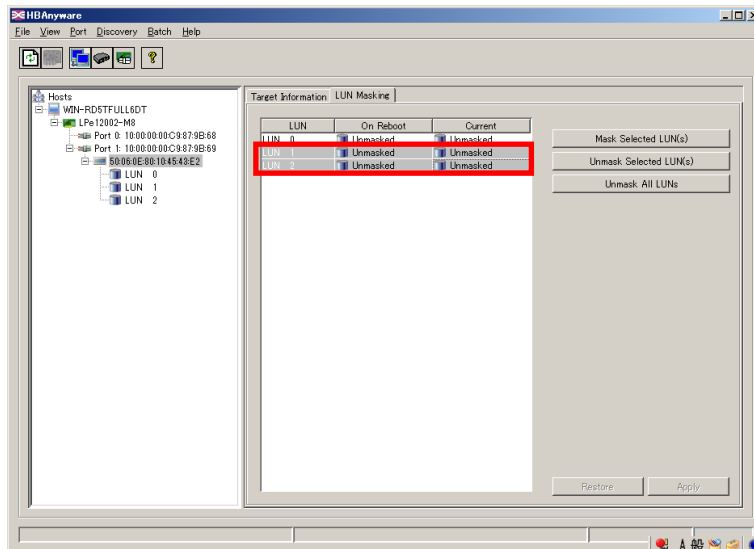 HBAnyware
File View Port Discovery Batch Help
Hosts
WIN-RD5TFULL6DT
LPe12002-M8
Port 0: 10:00:00:00:C9:87:9B:68
Port 1: 10:00:00:00:C9:87:9B:69
50:06:0E:80:10:45:43:E2
LUN 0
LUN 1
LUN 2
Target Information LUN Masking
LUN On Reboot Current
LUN 0 Unmasked Unmasked
LUN 1 Unmasked Unmasked
LUN 2 Unmasked Unmasked
Mask Selected LUN(s)
Unmask Selected LUN(s)
Unmask All LUNs
Restore Apply
A 般